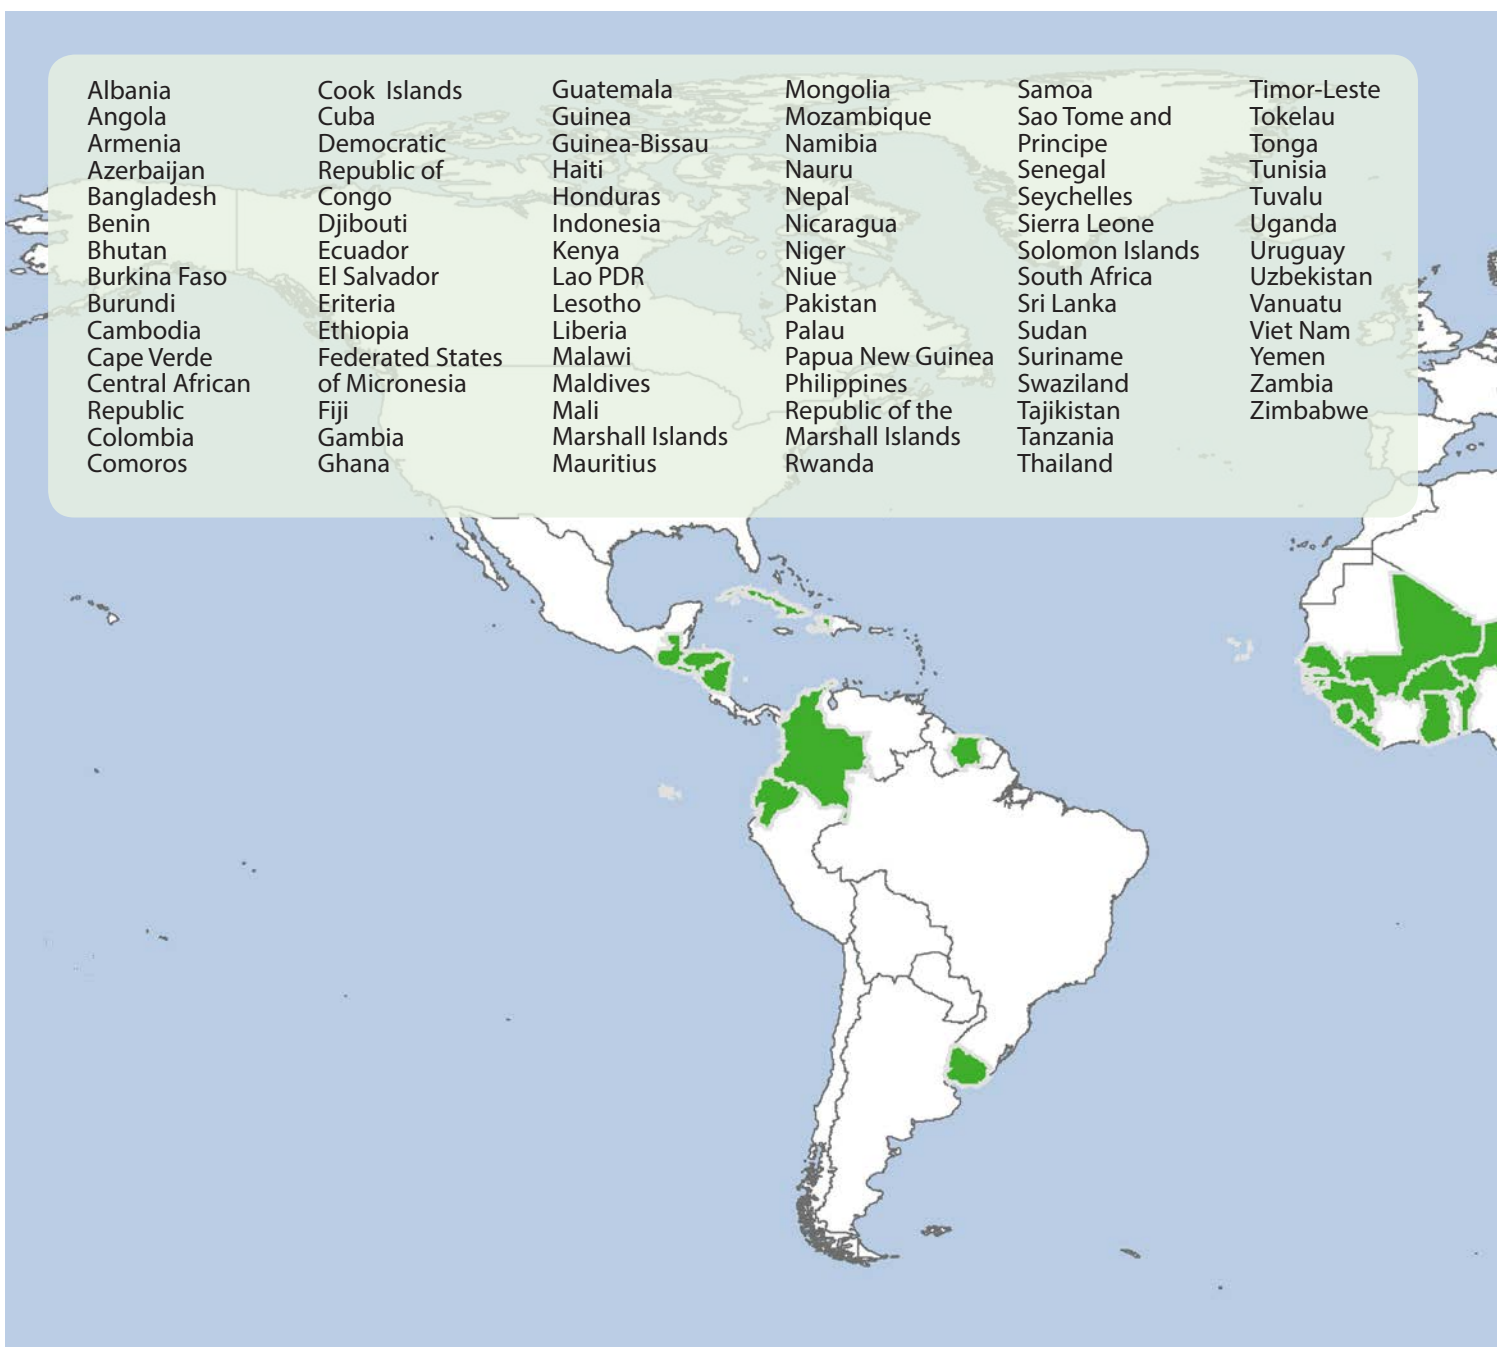 Albania
Angola
Armenia
Azerbaijan
Bangladesh
Benin
Bhutan
Burkina Faso
Burundi
Cambodia
Cape Verde
Central African
Republic
Colombia
Comoros
Cook Islands
Cuba
Democratic
Republic of
Congo
Djibouti
Ecuador
El Salvador
Eriteria
Ethiopia
Federated States
of Micronesia
Fiji
Gambia
Ghana
Guatemala
Guinea
Guinea-Bissau
Haiti
Honduras
Indonesia
Kenya
Lao PDR
Lesotho
Liberia
Malawi
Maldives
Mali
Marshall Islands
Mauritius
Mongolia
Mozambique
Namibia
Nauru
Nepal
Nicaragua
Niger
Niue
Pakistan
Palau
Papua New Guinea
Philippines
Republic of the
Marshall Islands
Rwanda
Samoa
Sao Tome and
Principe
Senegal
Seychelles
Sierra Leone
Solomon Islands
South Africa
Sri Lanka
Sudan
Suriname
Swaziland
Tajikistan
Tanzania
Thailand
Timor-Leste
Tokelau
Tonga
Tunisia
Tuvalu
Uganda
Uruguay
Uzbekistan
Vanuatu
Viet Nam
Yemen
Zambia
Zimbabwe